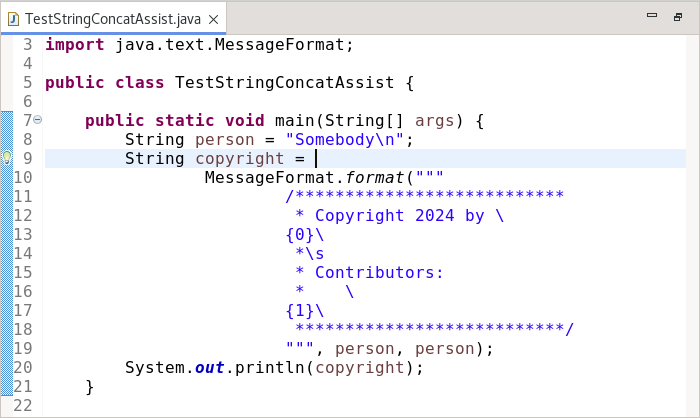 TestStringConcatAssist.java
3 import java.text.MessageFormat;
4
5 public class TestStringConcatAssist {
6
7     public static void main(String[] args) {
8         String person = "Somebody\n";
9         String copyright =
10                 MessageFormat.format("""
11                         /***************************
12                          * Copyright 2024 by \
13                         {0}\
14                          *\s
15                          * Contributors:
16                          *    \
17                         {1}\
18                          ***************************/
19                         """, person, person);
20         System.out.println(copyright);
21     }
22